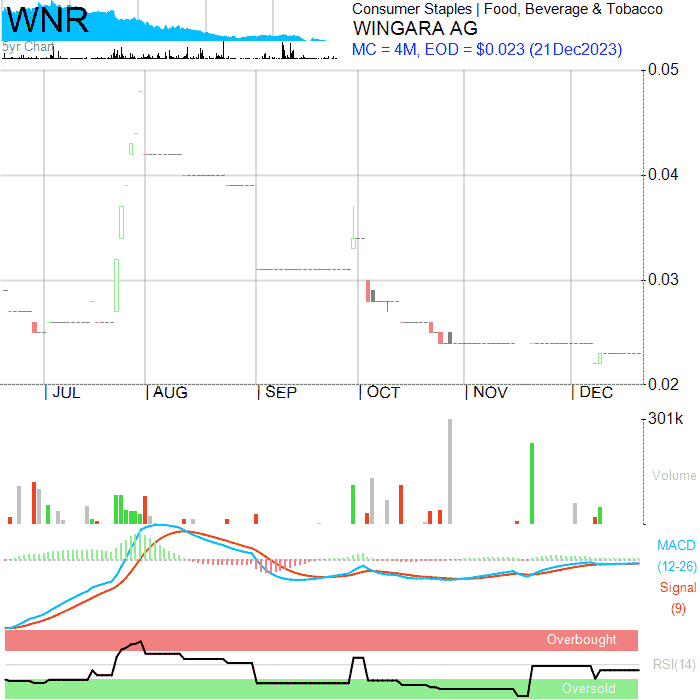 WNR
5yr Chart
Consumer Staples | Food, Beverage & Tobacco
WINGARA AG
MC = 4M, EOD = $0.023 (21Dec2023)
0.05
0.04
0.03
0.02
JUL AUG SEP OCT NOV DEC
301k
Volume
MACD
(12-26)
Signal
(9)
Overbought
RSI(14)
Oversold